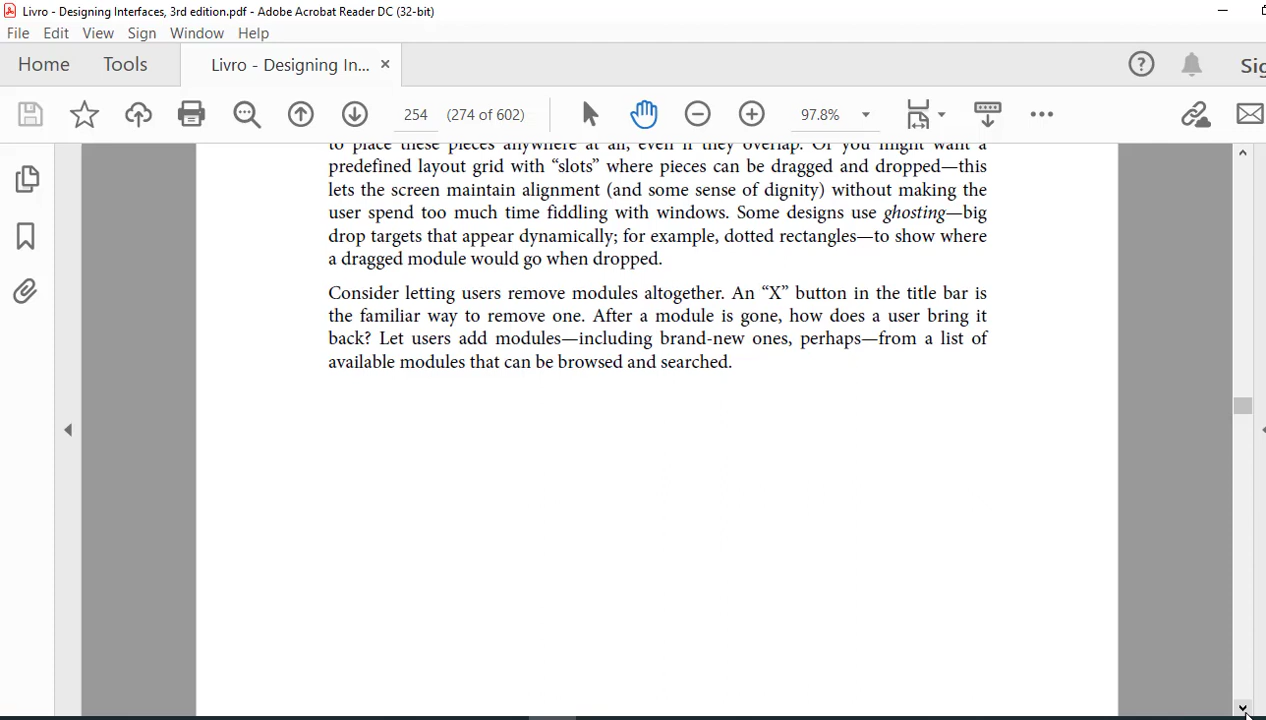 Livro - Designing Interfaces, 3rd edition.pdf - Adobe Acrobat Reader DC (32-bit)
File Edit View Sign Window Help
Home Tools Livro - Designing In... × Sig
254 (274 of 602) 97.8%
to place these pieces anywhere at all, even if they overlap. Or you might want a
predefined layout grid with “slots” where pieces can be dragged and dropped—this
lets the screen maintain alignment (and some sense of dignity) without making the
user spend too much time fiddling with windows. Some designs use ghosting—big
drop targets that appear dynamically; for example, dotted rectangles—to show where
a dragged module would go when dropped.
Consider letting users remove modules altogether. An “X” button in the title bar is
the familiar way to remove one. After a module is gone, how does a user bring it
back? Let users add modules—including brand-new ones, perhaps—from a list of
available modules that can be browsed and searched.